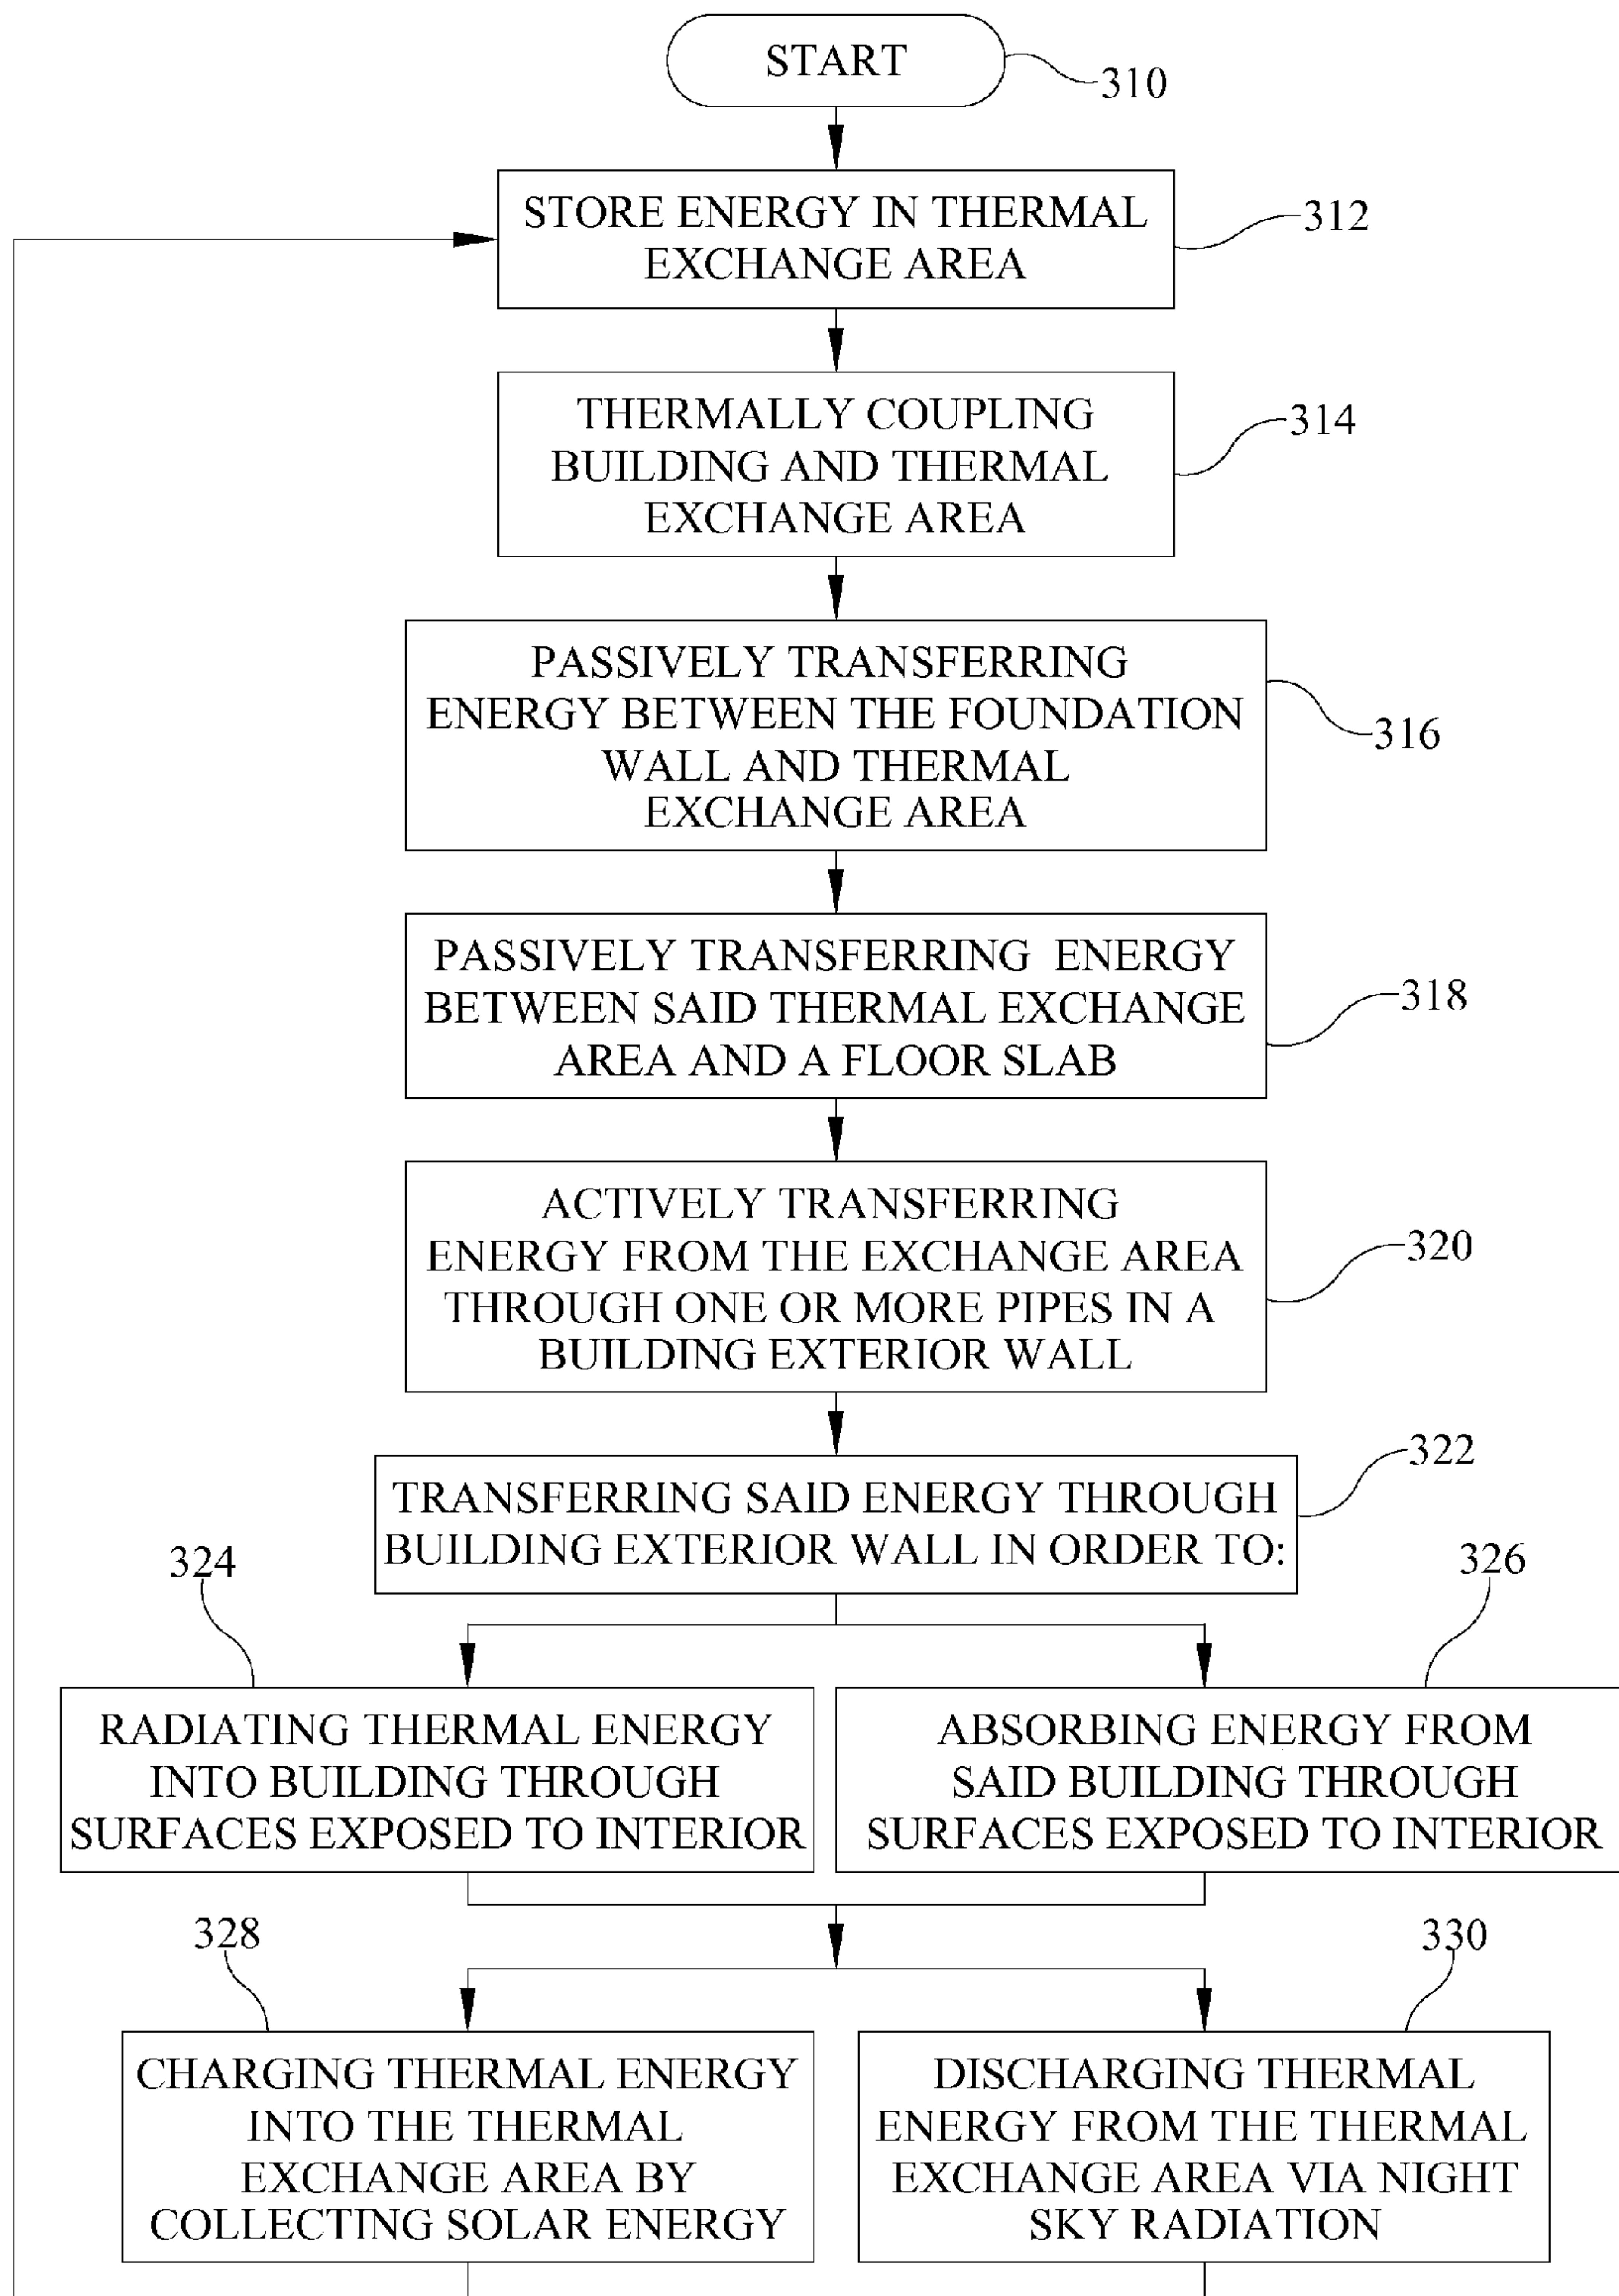 START
310
STORE ENERGY IN THERMAL
EXCHANGE AREA
312
THERMALLY COUPLING
BUILDING AND THERMAL
EXCHANGE AREA
314
PASSIVELY TRANSFERRING
ENERGY BETWEEN THE FOUNDATION
WALL AND THERMAL
EXCHANGE AREA
316
PASSIVELY TRANSFERRING ENERGY
BETWEEN SAID THERMAL EXCHANGE
AREA AND A FLOOR SLAB
318
ACTIVELY TRANSFERRING
ENERGY FROM THE EXCHANGE AREA
THROUGH ONE OR MORE PIPES IN A
BUILDING EXTERIOR WALL
320
TRANSFERRING SAID ENERGY THROUGH
BUILDING EXTERIOR WALL IN ORDER TO:
322
324
RADIATING THERMAL ENERGY
INTO BUILDING THROUGH
SURFACES EXPOSED TO INTERIOR
326
ABSORBING ENERGY FROM
SAID BUILDING THROUGH
SURFACES EXPOSED TO INTERIOR
328
CHARGING THERMAL ENERGY
INTO THE THERMAL
EXCHANGE AREA BY
COLLECTING SOLAR ENERGY
330
DISCHARGING THERMAL
ENERGY FROM THE THERMAL
EXCHANGE AREA VIA NIGHT
SKY RADIATION